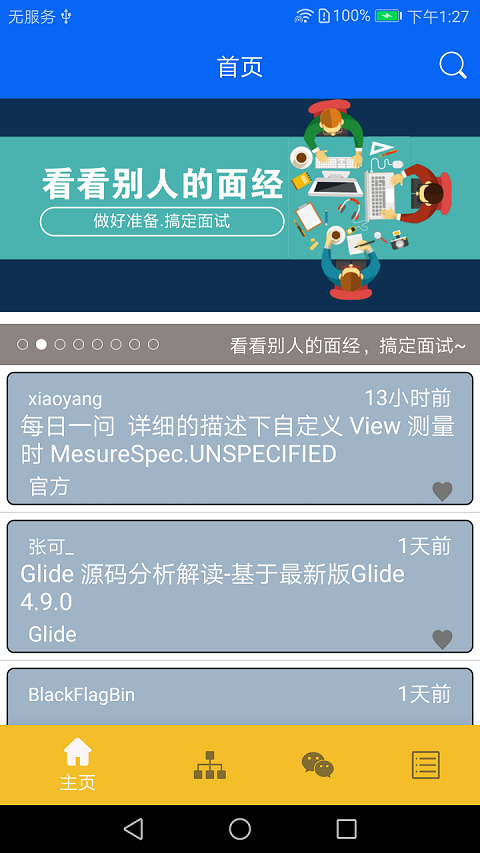 无服务 100% 下午1:27
首页
看看别人的面经
做好准备.搞定面试
看看别人的面经，搞定面试~
xiaoyang 13小时前
每日一问 详细的描述下自定义 View 测量
时 MesureSpec.UNSPECIFIED
官方
张可_ 1天前
Glide 源码分析解读-基于最新版Glide
4.9.0
Glide
BlackFlagBin 1天前
主页